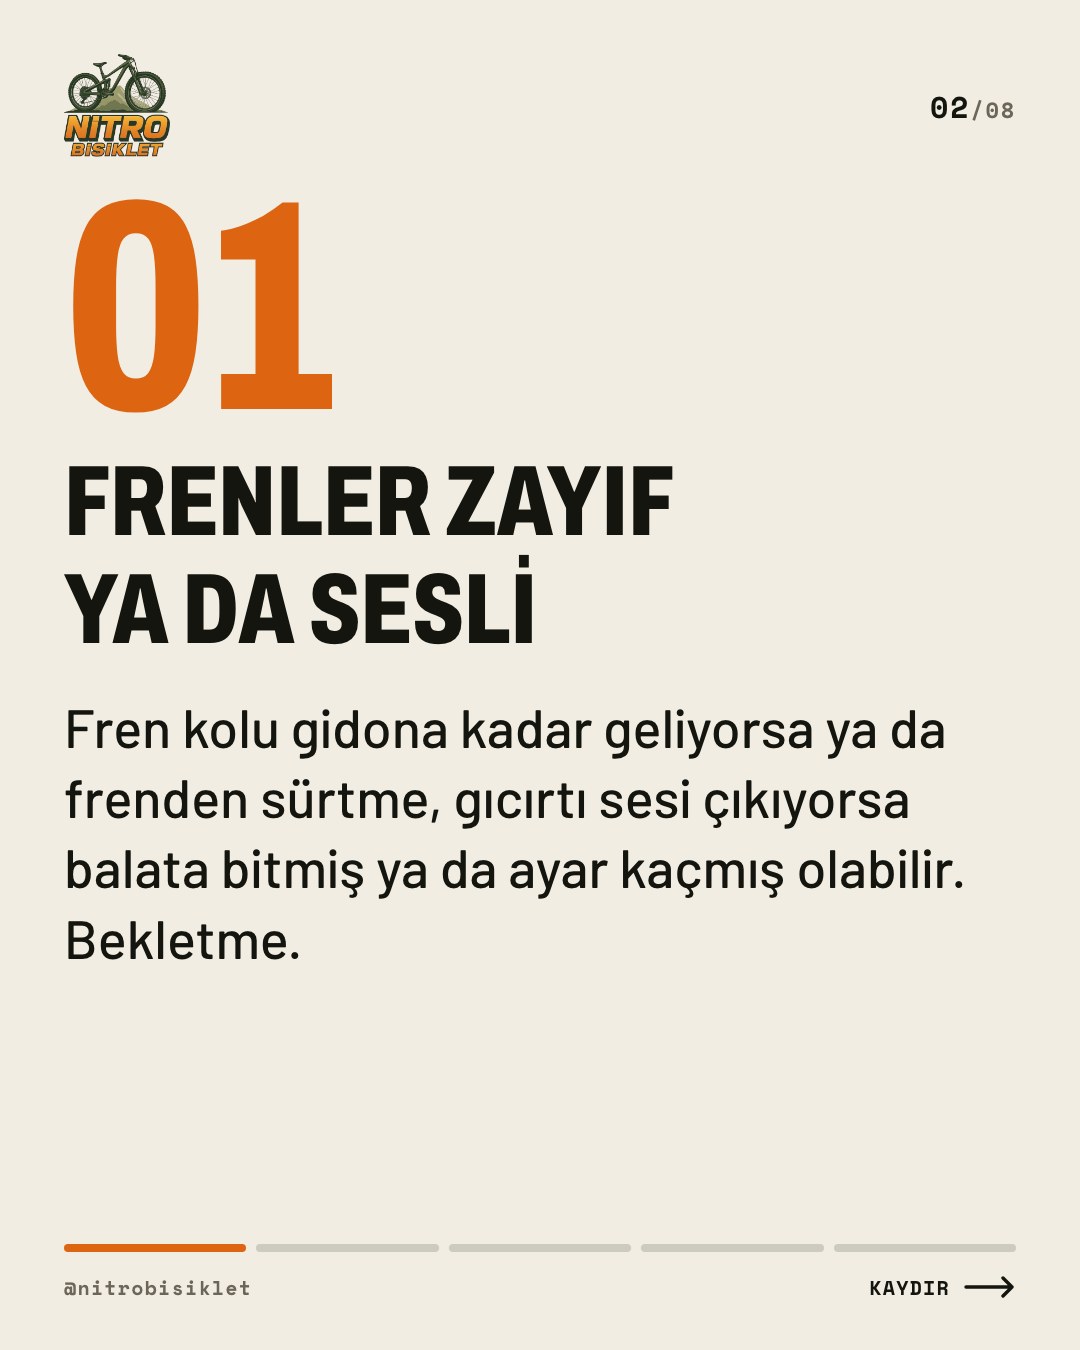 NiTRO
BISIKLET
02/08
01
FRENLER ZAYIF
YA DA SESLİ
Fren kolu gidona kadar geliyorsa ya da
frenden sürtme, gıcırtı sesi çıkıyorsa
balata bitmiş ya da ayar kaçmış olabilir.
Bekletme.
@nitrobisiklet
KAYDIR